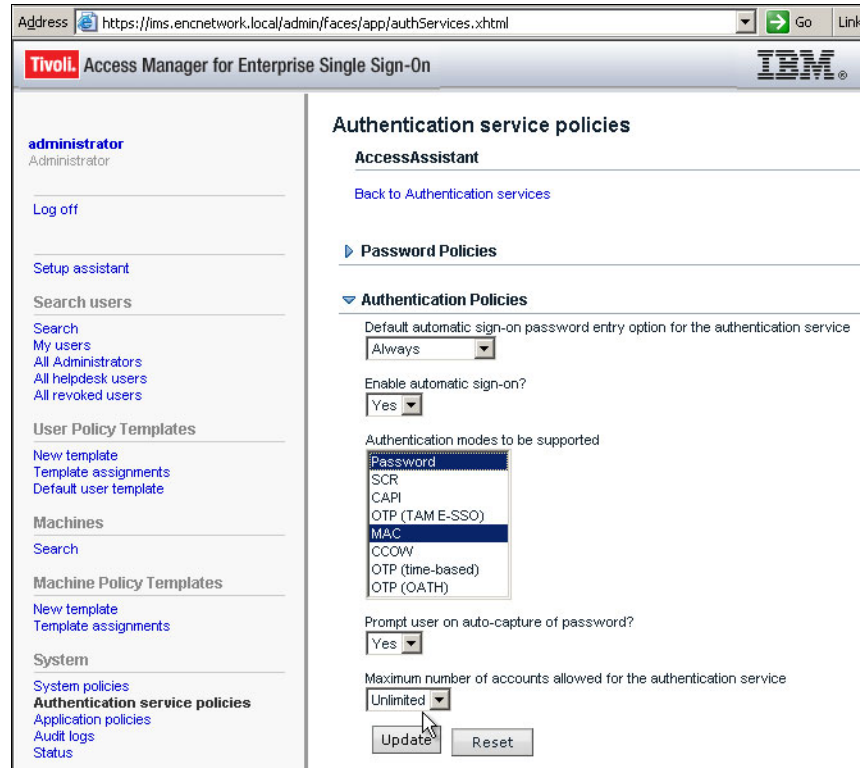 Address https://ims.encnetwork.local/admin/faces/app/authServices.xhtml Go Link
Tivoli. Access Manager for Enterprise Single Sign-On IBM®
administrator
Administrator
Log off
Setup assistant
Search users
Search
My users
All Administrators
All helpdesk users
All revoked users
User Policy Templates
New template
Template assignments
Default user template
Machines
Search
Machine Policy Templates
New template
Template assignments
System
System policies
Authentication service policies
Application policies
Audit logs
Status
Authentication service policies
AccessAssistant
Back to Authentication services
Password Policies
Authentication Policies
Default automatic sign-on password entry option for the authentication service
Always
Enable automatic sign-on?
Yes
Authentication modes to be supported
Password
SCR
CAPI
OTP (TAM E-SSO)
MAC
CCOW
OTP (time-based)
OTP (OATH)
Prompt user on auto-capture of password?
Yes
Maximum number of accounts allowed for the authentication service
Unlimited
Update Reset